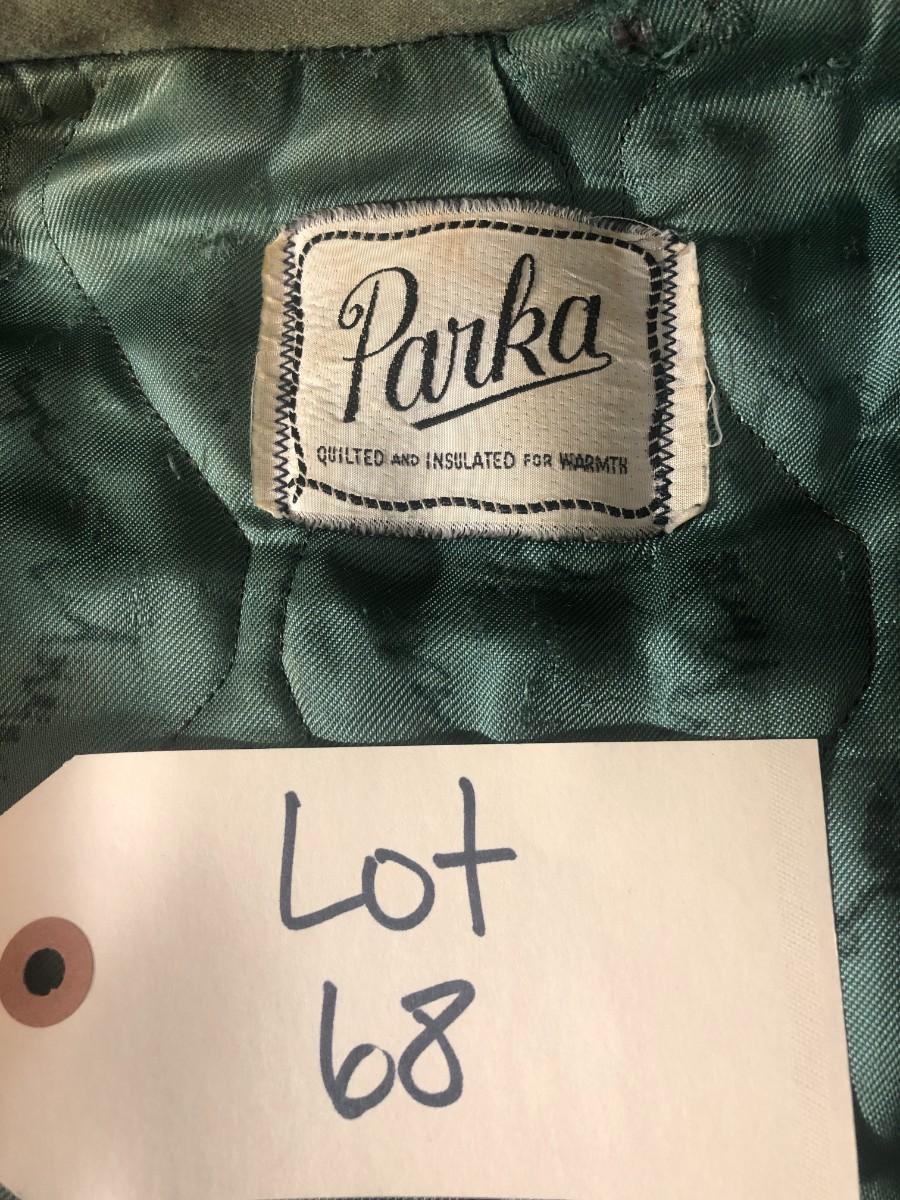 Parka
QUILTED AND INSULATED FOR WARMTH
Lot
68